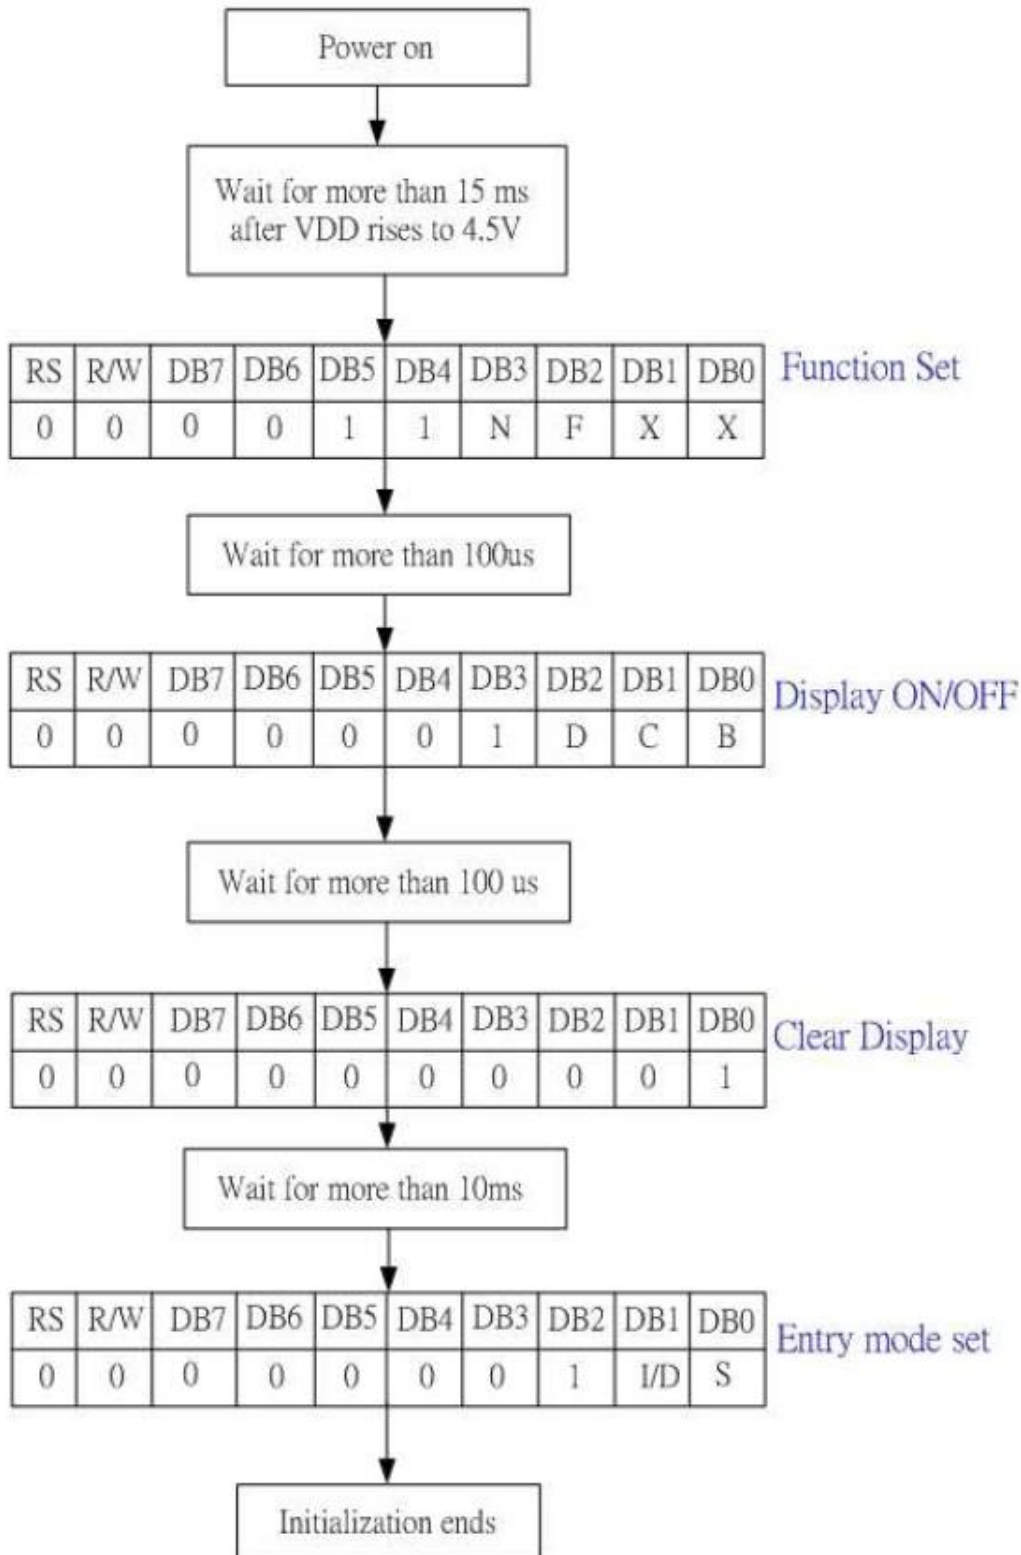 Power on
Wait for more than 15 ms
after VDD rises to 4.5V
RS R/W DB7 DB6 DB5 DB4 DB3 DB2 DB1 DB0 Function Set
0 0 0 0 1 1 N F X X
Wait for more than 100us
RS R/W DB7 DB6 DB5 DB4 DB3 DB2 DB1 DB0 Display ON/OFF
0 0 0 0 0 0 1 D C B
Wait for more than 100 us
RS R/W DB7 DB6 DB5 DB4 DB3 DB2 DB1 DB0 Clear Display
0 0 0 0 0 0 0 0 0 1
Wait for more than 10ms
RS R/W DB7 DB6 DB5 DB4 DB3 DB2 DB1 DB0 Entry mode set
0 0 0 0 0 0 0 1 I/D S
Initialization ends